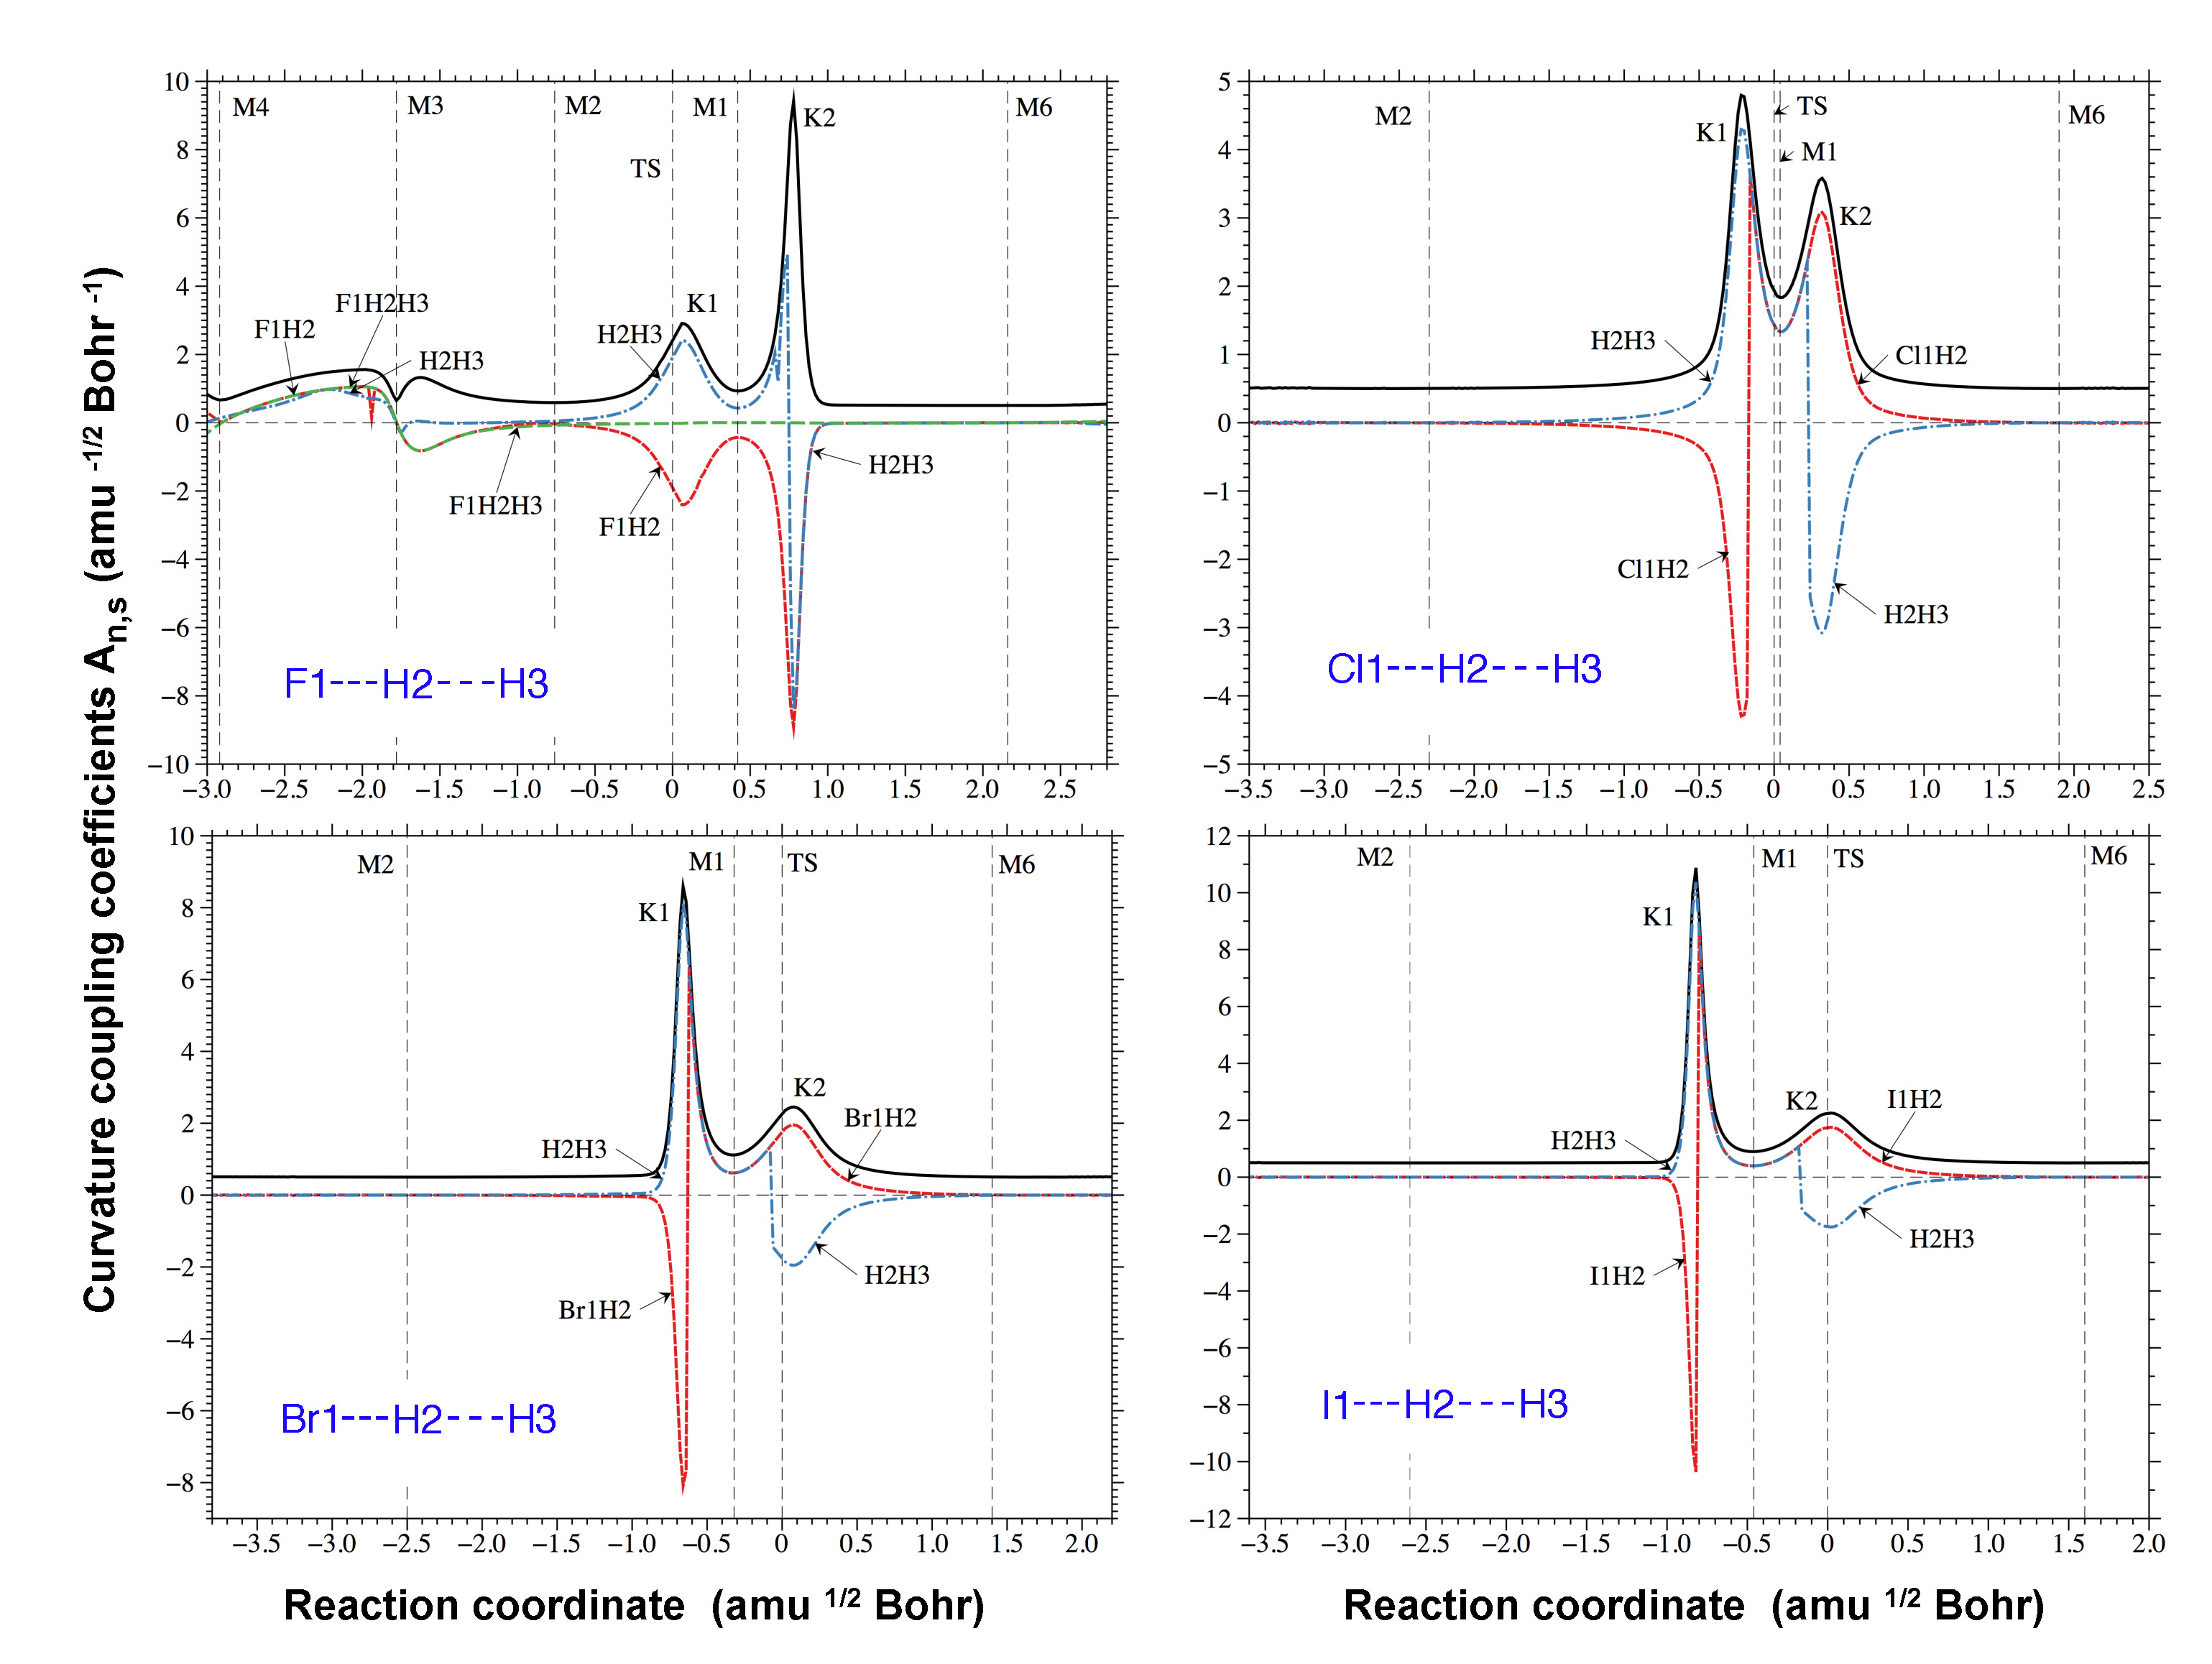 Curvature coupling coefficients An,s (amu -1/2 Bohr -1)
10
8
6
4
2
0
−2
−4
−6
−8
−10
M4
M3
M2
M1
K2
M6
TS
F1H2H3
F1H2
H2H3
H2H3
K1
F1H2H3
F1H2
H2H3
F1---H2---H3
−3.0 −2.5 −2.0 −1.5 −1.0 −0.5 0 0.5 1.0 1.5 2.0 2.5
5
4
3
2
1
0
−1
−2
−3
−4
−5
M2
K1
TS
M1
M6
K2
H2H3
Cl1H2
Cl1H2
H2H3
Cl1---H2---H3
−3.5 −3.0 −2.5 −2.0 −1.5 −1.0 −0.5 0 0.5 1.0 1.5 2.0 2.5
10
8
6
4
2
0
−2
−4
−6
−8
M2
M1
TS
M6
K1
K2
Br1H2
H2H3
H2H3
Br1H2
Br1---H2---H3
−3.5 −3.0 −2.5 −2.0 −1.5 −1.0 −0.5 0 0.5 1.0 1.5 2.0
Reaction coordinate (amu 1/2 Bohr)
12
10
8
6
4
2
0
−2
−4
−6
−8
−10
−12
M2
M1
TS
M6
K1
K2
I1H2
H2H3
H2H3
I1H2
I1---H2---H3
−3.5 −3.0 −2.5 −2.0 −1.5 −1.0 −0.5 0 0.5 1.0 1.5 2.0
Reaction coordinate (amu 1/2 Bohr)